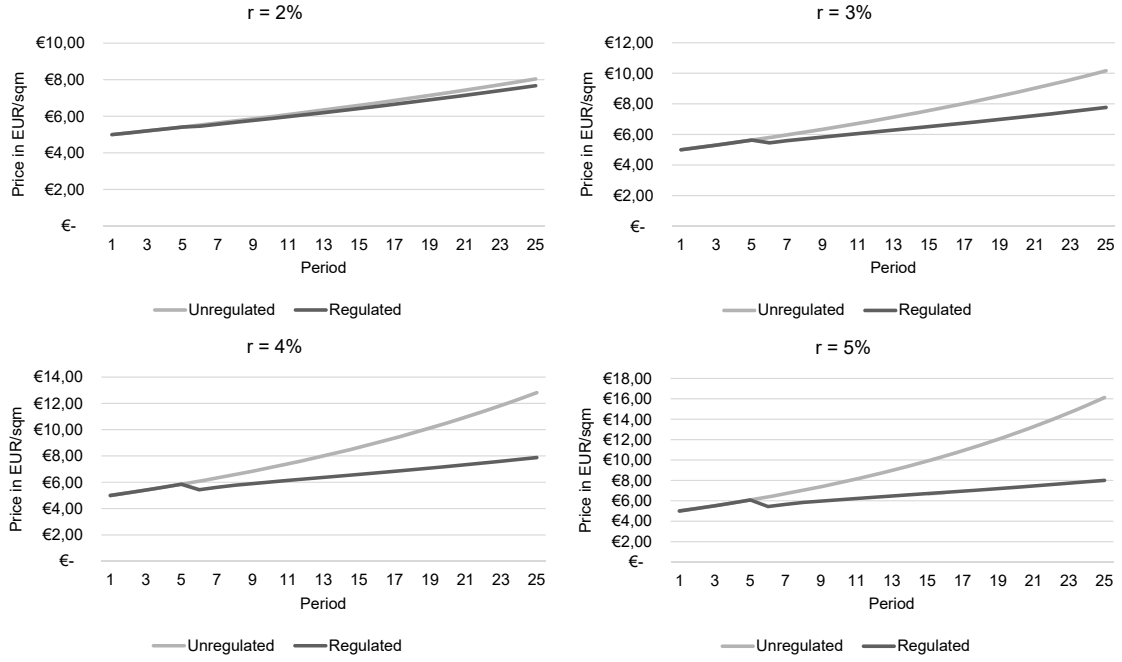 r = 2%
€10,00
€8,00
€6,00
€4,00
€2,00
€-
Price in EUR/sqm
1 3 5 7 9 11 13 15 17 19 21 23 25
Period
Unregulated Regulated
r = 3%
€12,00
€10,00
€8,00
€6,00
€4,00
€2,00
€-
Price in EUR/sqm
1 3 5 7 9 11 13 15 17 19 21 23 25
Period
Unregulated Regulated
r = 4%
€14,00
€12,00
€10,00
€8,00
€6,00
€4,00
€2,00
€-
Price in EUR/sqm
1 3 5 7 9 11 13 15 17 19 21 23 25
Period
Unregulated Regulated
r = 5%
€18,00
€16,00
€14,00
€12,00
€10,00
€8,00
€6,00
€4,00
€2,00
€-
Price in EUR/sqm
1 3 5 7 9 11 13 15 17 19 21 23 25
Period
Unregulated Regulated